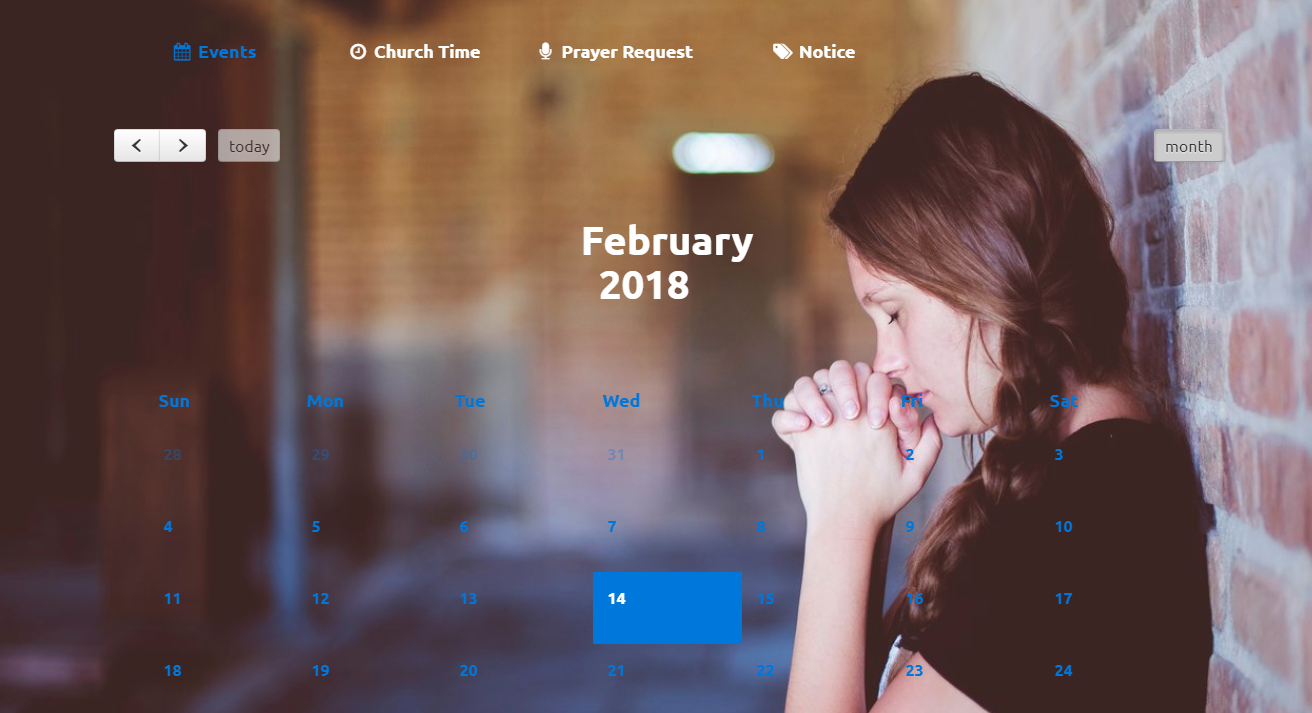 Events Church Time Prayer Request Notice
today month
February
2018
Sun Mon Tue Wed Thu Fri Sat
28 29 30 31 1 2 3
4 5 6 7 8 9 10
11 12 13 14 15 16 17
18 19 20 21 22 23 24